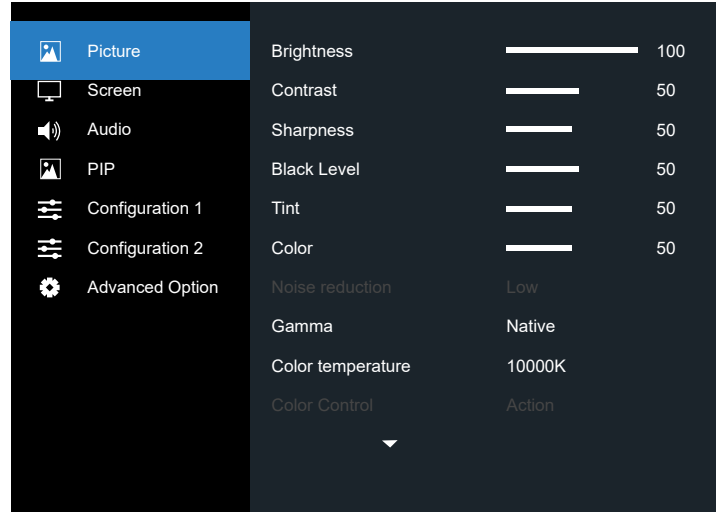 Picture
Screen
Audio
PIP
Configuration 1
Configuration 2
Advanced Option
Brightness 100
Contrast 50
Sharpness 50
Black Level 50
Tint 50
Color 50
Noise reduction Low
Gamma Native
Color temperature 10000K
Color Control Action